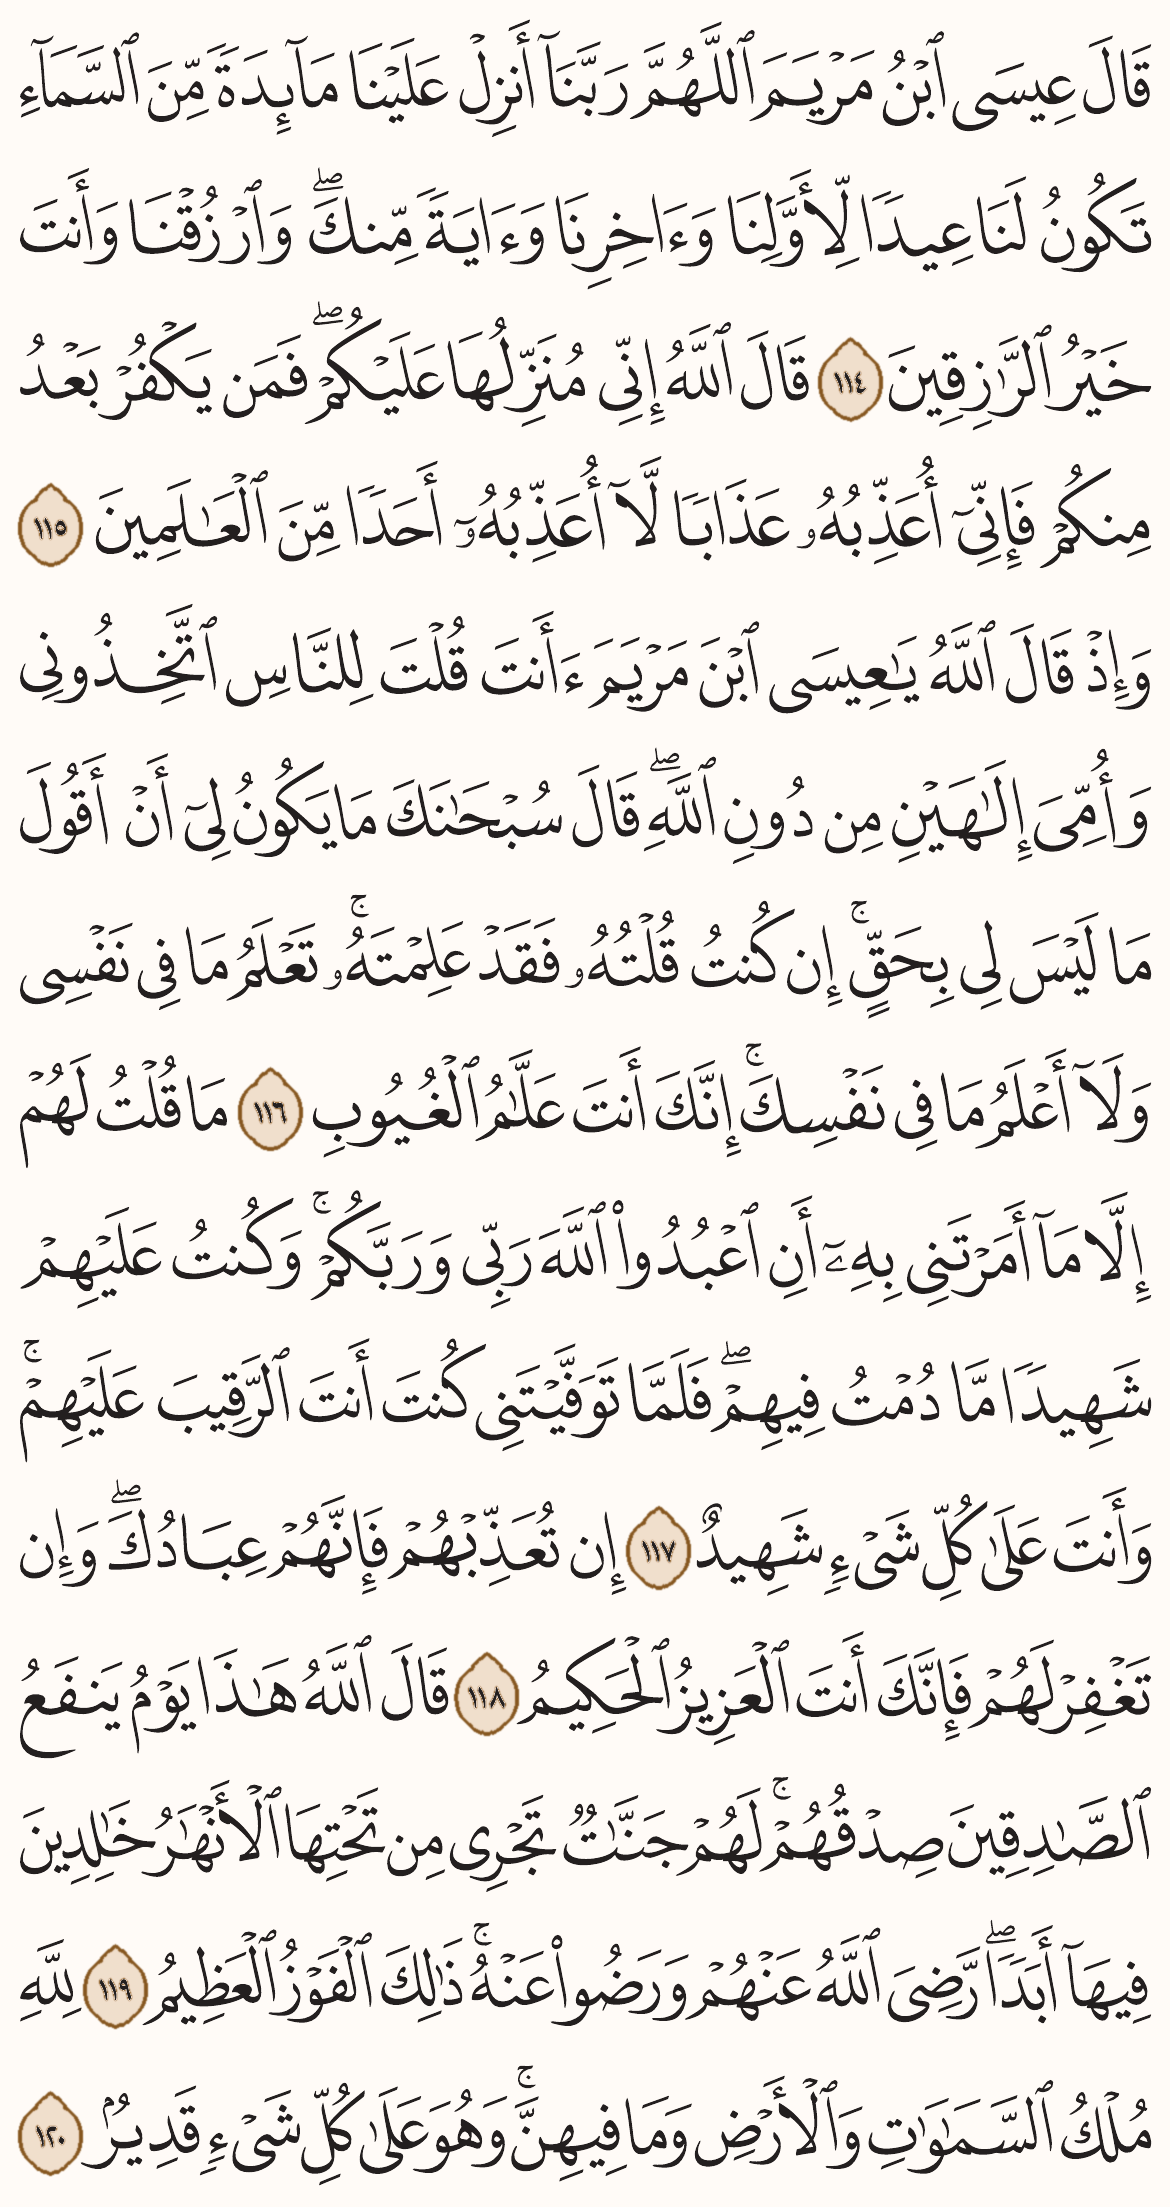 قَالَ عِيسَى ٱبْنُ مَرْيَمَ ٱللَّهُمَّ رَبَّنَآ أَنزِلْ عَلَيْنَا مَآئِدَةً مِّنَ ٱلسَّمَآءِ
تَكُونُ لَنَا عِيدًا لِّأَوَّلِنَا وَءَاخِرِنَا وَءَايَةً مِّنكَ ۖ وَٱرْزُقْنَا وَأَنتَ
خَيْرُ ٱلرَّٰزِقِينَ ١١٤ قَالَ ٱللَّهُ إِنِّى مُنَزِّلُهَا عَلَيْكُمْ ۖ فَمَن يَكْفُرْ بَعْدُ
مِنكُمْ فَإِنِّىٓ أُعَذِّبُهُۥ عَذَابًا لَّآ أُعَذِّبُهُۥٓ أَحَدًا مِّنَ ٱلْعَٰلَمِينَ ١١٥
وَإِذْ قَالَ ٱللَّهُ يَٰعِيسَى ٱبْنَ مَرْيَمَ ءَأَنتَ قُلْتَ لِلنَّاسِ ٱتَّخِذُونِى
وَأُمِّىَ إِلَٰهَيْنِ مِن دُونِ ٱللَّهِ ۖ قَالَ سُبْحَٰنَكَ مَا يَكُونُ لِىٓ أَنْ أَقُولَ
مَا لَيْسَ لِى بِحَقٍّ ۚ إِن كُنتُ قُلْتُهُۥ فَقَدْ عَلِمْتَهُۥ ۚ تَعْلَمُ مَا فِى نَفْسِى
وَلَآ أَعْلَمُ مَا فِى نَفْسِكَ ۚ إِنَّكَ أَنتَ عَلَّٰمُ ٱلْغُيُوبِ ١١٦ مَا قُلْتُ لَهُمْ
إِلَّا مَآ أَمَرْتَنِى بِهِۦٓ أَنِ ٱعْبُدُوا۟ ٱللَّهَ رَبِّى وَرَبَّكُمْ ۚ وَكُنتُ عَلَيْهِمْ
شَهِيدًا مَّا دُمْتُ فِيهِمْ ۖ فَلَمَّا تَوَفَّيْتَنِى كُنتَ أَنتَ ٱلرَّقِيبَ عَلَيْهِمْ ۚ
وَأَنتَ عَلَىٰ كُلِّ شَىْءٍ شَهِيدٌ ١١٧ إِن تُعَذِّبْهُمْ فَإِنَّهُمْ عِبَادُكَ ۖ وَإِن
تَغْفِرْ لَهُمْ فَإِنَّكَ أَنتَ ٱلْعَزِيزُ ٱلْحَكِيمُ ١١٨ قَالَ ٱللَّهُ هَٰذَا يَوْمُ يَنفَعُ
ٱلصَّٰدِقِينَ صِدْقُهُمْ ۚ لَهُمْ جَنَّٰتٌ تَجْرِى مِن تَحْتِهَا ٱلْأَنْهَٰرُ خَٰلِدِينَ
فِيهَآ أَبَدًا ۖ رَّضِىَ ٱللَّهُ عَنْهُمْ وَرَضُوا۟ عَنْهُ ۚ ذَٰلِكَ ٱلْفَوْزُ ٱلْعَظِيمُ ١١٩ لِلَّهِ
مُلْكُ ٱلسَّمَٰوَٰتِ وَٱلْأَرْضِ وَمَا فِيهِنَّ ۚ وَهُوَ عَلَىٰ كُلِّ شَىْءٍ قَدِيرٌۢ ١٢٠